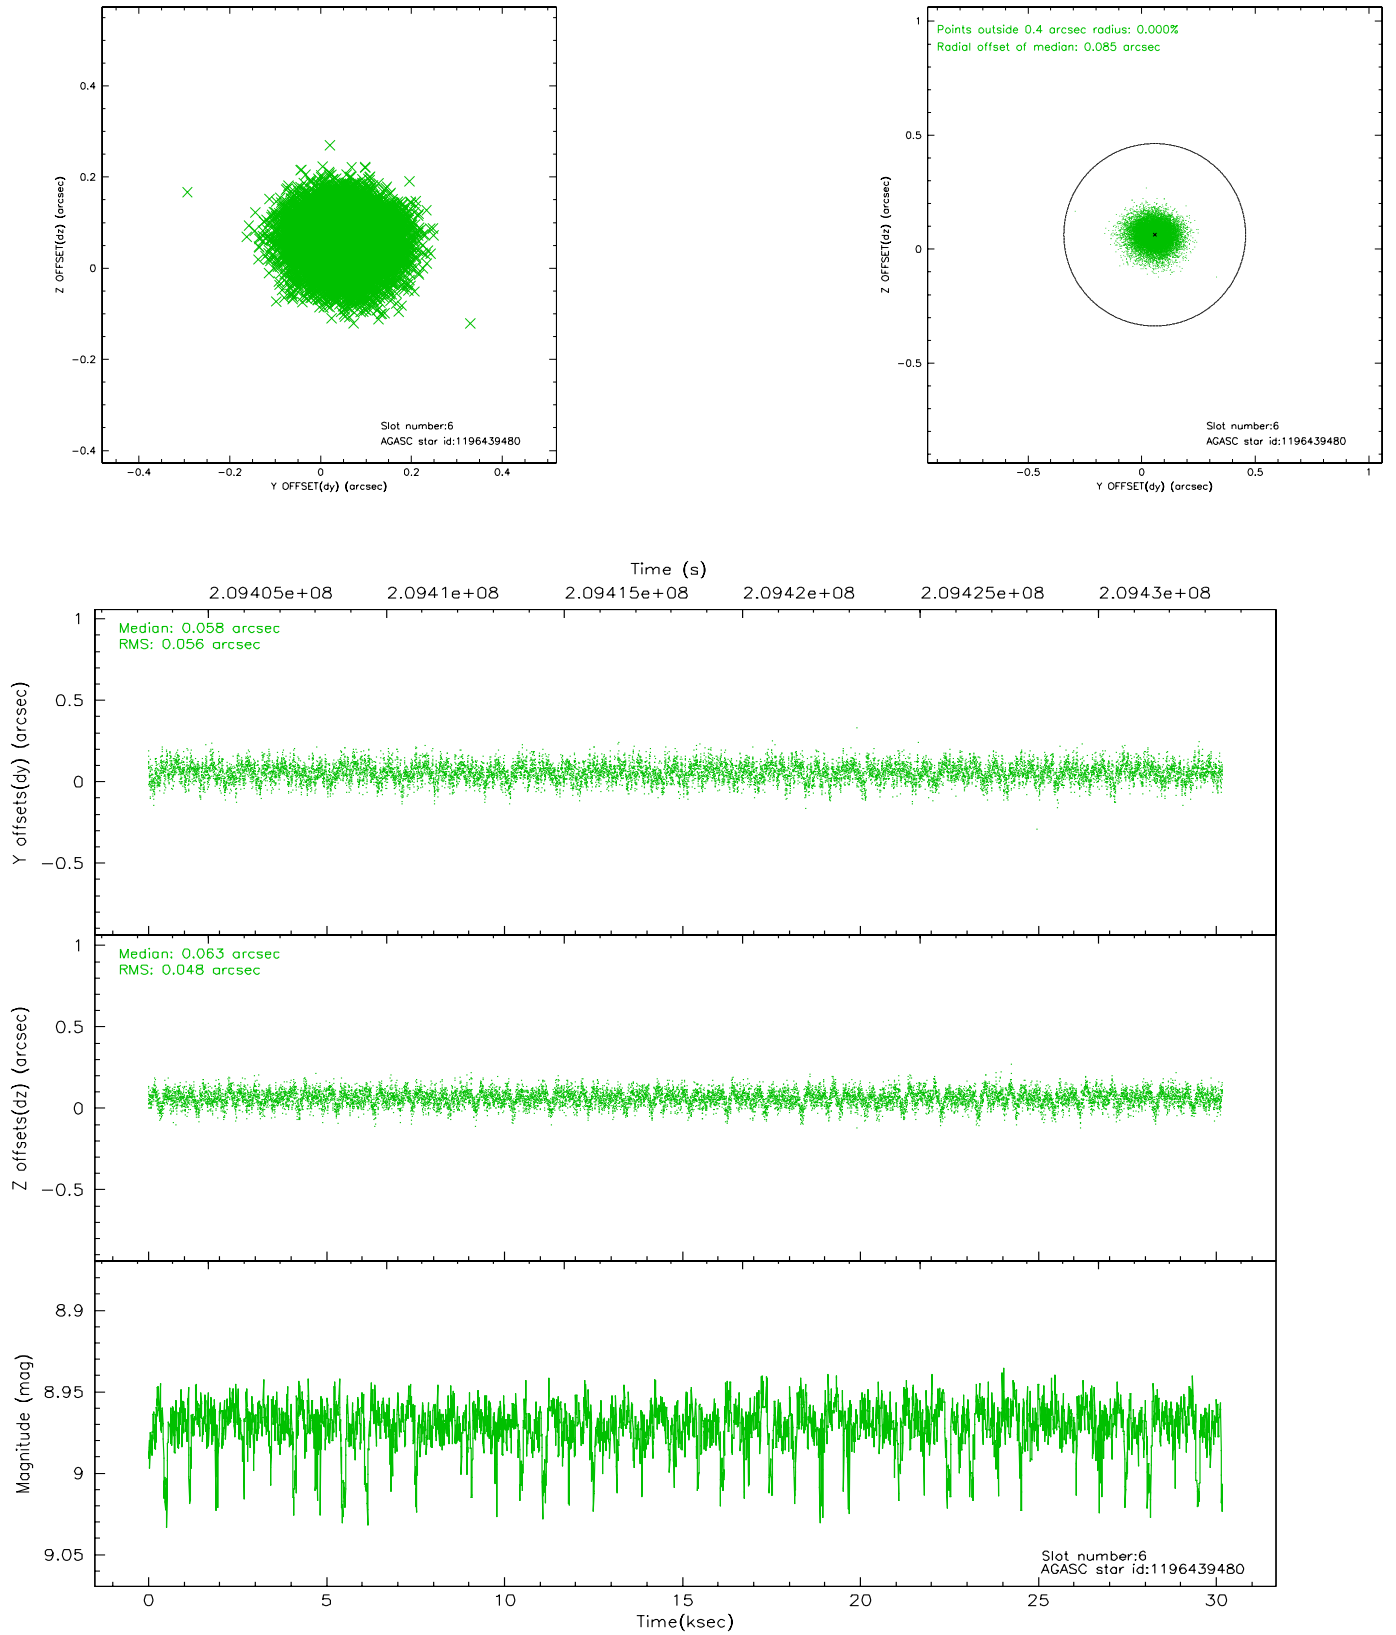 Points outside 0.4 arcsec radius: 0.000%
Radial offset of median: 0.085 arcsec
0.4
0.2
0
−0.2
−0.4
Z OFFSET(dz) (arcsec)
Slot number:6
AGASC star id:1196439480
−0.4 −0.2 0 0.2 0.4
Y OFFSET(dy) (arcsec)
1
0.5
0
−0.5
Z OFFSET(dz) (arcsec)
Slot number:6
AGASC star id:1196439480
−0.5 0 0.5 1
Y OFFSET(dy) (arcsec)
Time (s)
2.09405e+08 2.0941e+08 2.09415e+08 2.0942e+08 2.09425e+08 2.0943e+08
Median: 0.058 arcsec
RMS: 0.056 arcsec
1
0.5
0
−0.5
Y offsets(dy) (arcsec)
Median: 0.063 arcsec
RMS: 0.048 arcsec
1
0.5
0
−0.5
Z offsets(dz) (arcsec)
8.9
8.95
9
9.05
Magnitude (mag)
Slot number:6
AGASC star id:1196439480
0 5 10 15 20 25 30
Time(ksec)